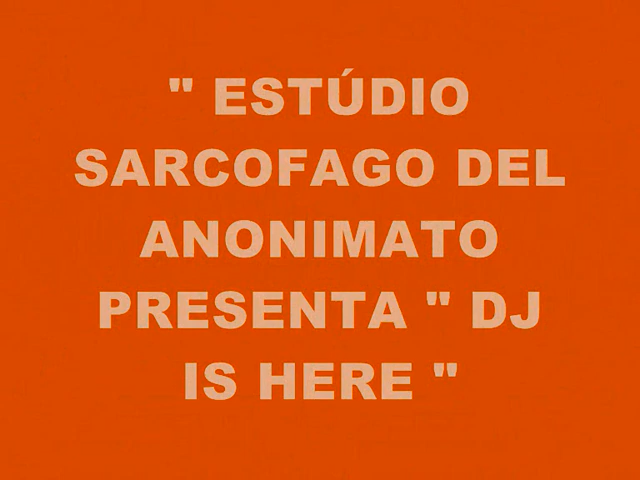 " ESTÚDIO
SARCOFAGO DEL
ANONIMATO
PRESENTA " DJ
IS HERE "